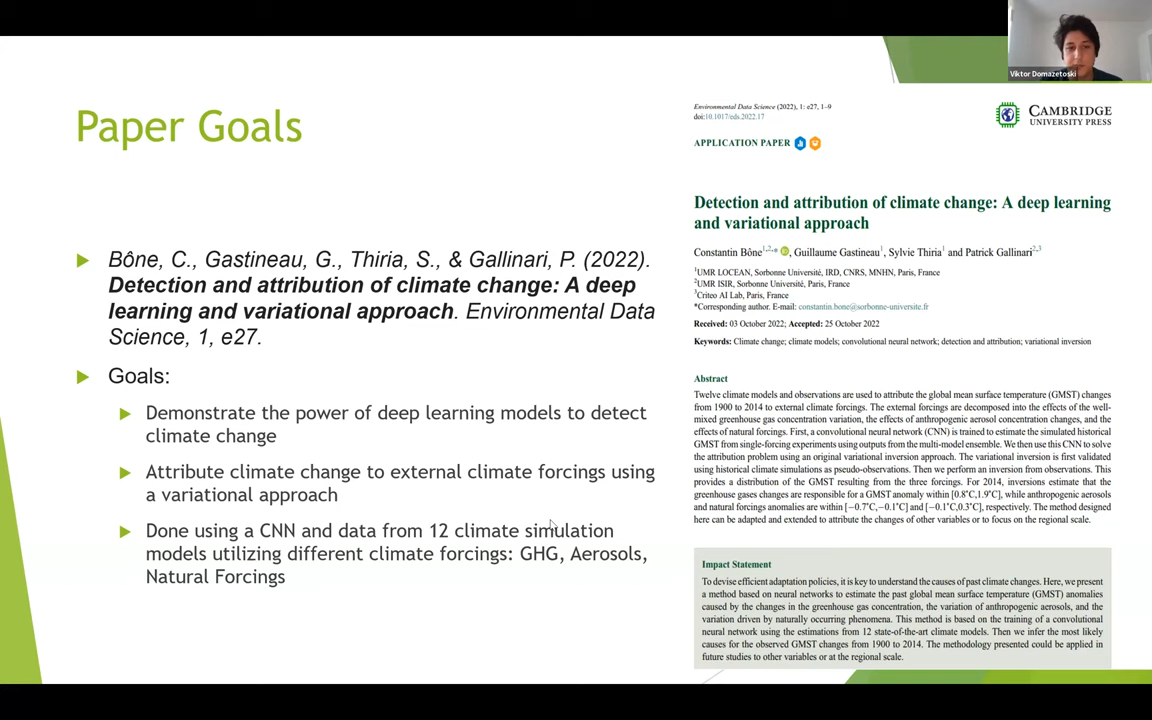 Viktor Domazetoski
Paper Goals
Bône, C., Gastineau, G., Thiria, S., & Gallinari, P. (2022).
Detection and attribution of climate change: A deep
learning and variational approach. Environmental Data
Science, 1, e27.
Goals:
Demonstrate the power of deep learning models to detect
climate change
Attribute climate change to external climate forcings using
a variational approach
Done using a CNN and data from 12 climate simulation
models utilizing different climate forcings: GHG, Aerosols,
Natural Forcings
Environmental Data Science (2022), 1: e27, 1–9
doi:10.1017/eds.2022.17
CAMBRIDGE
UNIVERSITY PRESS
APPLICATION PAPER
Detection and attribution of climate change: A deep learning
and variational approach
Constantin Bône1,2,* , Guillaume Gastineau1, Sylvie Thiria1 and Patrick Gallinari2,3
1UMR LOCEAN, Sorbonne Université, IRD, CNRS, MNHN, Paris, France
2UMR ISIR, Sorbonne Université, Paris, France
3Criteo AI Lab, Paris, France
*Corresponding author. E-mail: constantin.bone@sorbonne-universite.fr
Received: 03 October 2022; Accepted: 25 October 2022
Keywords: Climate change; climate models; convolutional neural network; detection and attribution; variational inversion
Abstract
Twelve climate models and observations are used to attribute the global mean surface temperature (GMST) changes
from 1900 to 2014 to external climate forcings. The external forcings are decomposed into the effects of the well-
mixed greenhouse gas concentration variation, the effects of anthropogenic aerosol concentration changes, and the
effects of natural forcings. First, a convolutional neural network (CNN) is trained to estimate the simulated historical
GMST from single-forcing experiments using outputs from the multi-model ensemble. We then use this CNN to solve
the attribution problem using an original variational inversion approach. The variational inversion is first validated
using historical climate simulations as pseudo-observations. Then we perform an inversion from observations. This
provides a distribution of the GMST resulting from the three forcings. For 2014, inversions estimate that the
greenhouse gases changes are responsible for a GMST anomaly within [0.8°C,1.9°C], while anthropogenic aerosols
and natural forcings anomalies are within [−0.7°C,−0.1°C] and [−0.1°C,0.3°C], respectively. The method designed
here can be adapted and extended to attribute the changes of other variables or to focus on the regional scale.
Impact Statement
To devise efficient adaptation policies, it is key to understand the causes of past climate changes. Here, we present
a method based on neural networks to estimate the past global mean surface temperature (GMST) anomalies
caused by the changes in the greenhouse gas concentration, the variation of anthropogenic aerosols, and the
variation driven by naturally occurring phenomena. This method is based on the training of a convolutional
neural network using the estimations from 12 state-of-the-art climate models. Then we infer the most likely
causes for the observed GMST changes from 1900 to 2014. The methodology presented could be applied in
future studies to other variables or at the regional scale.